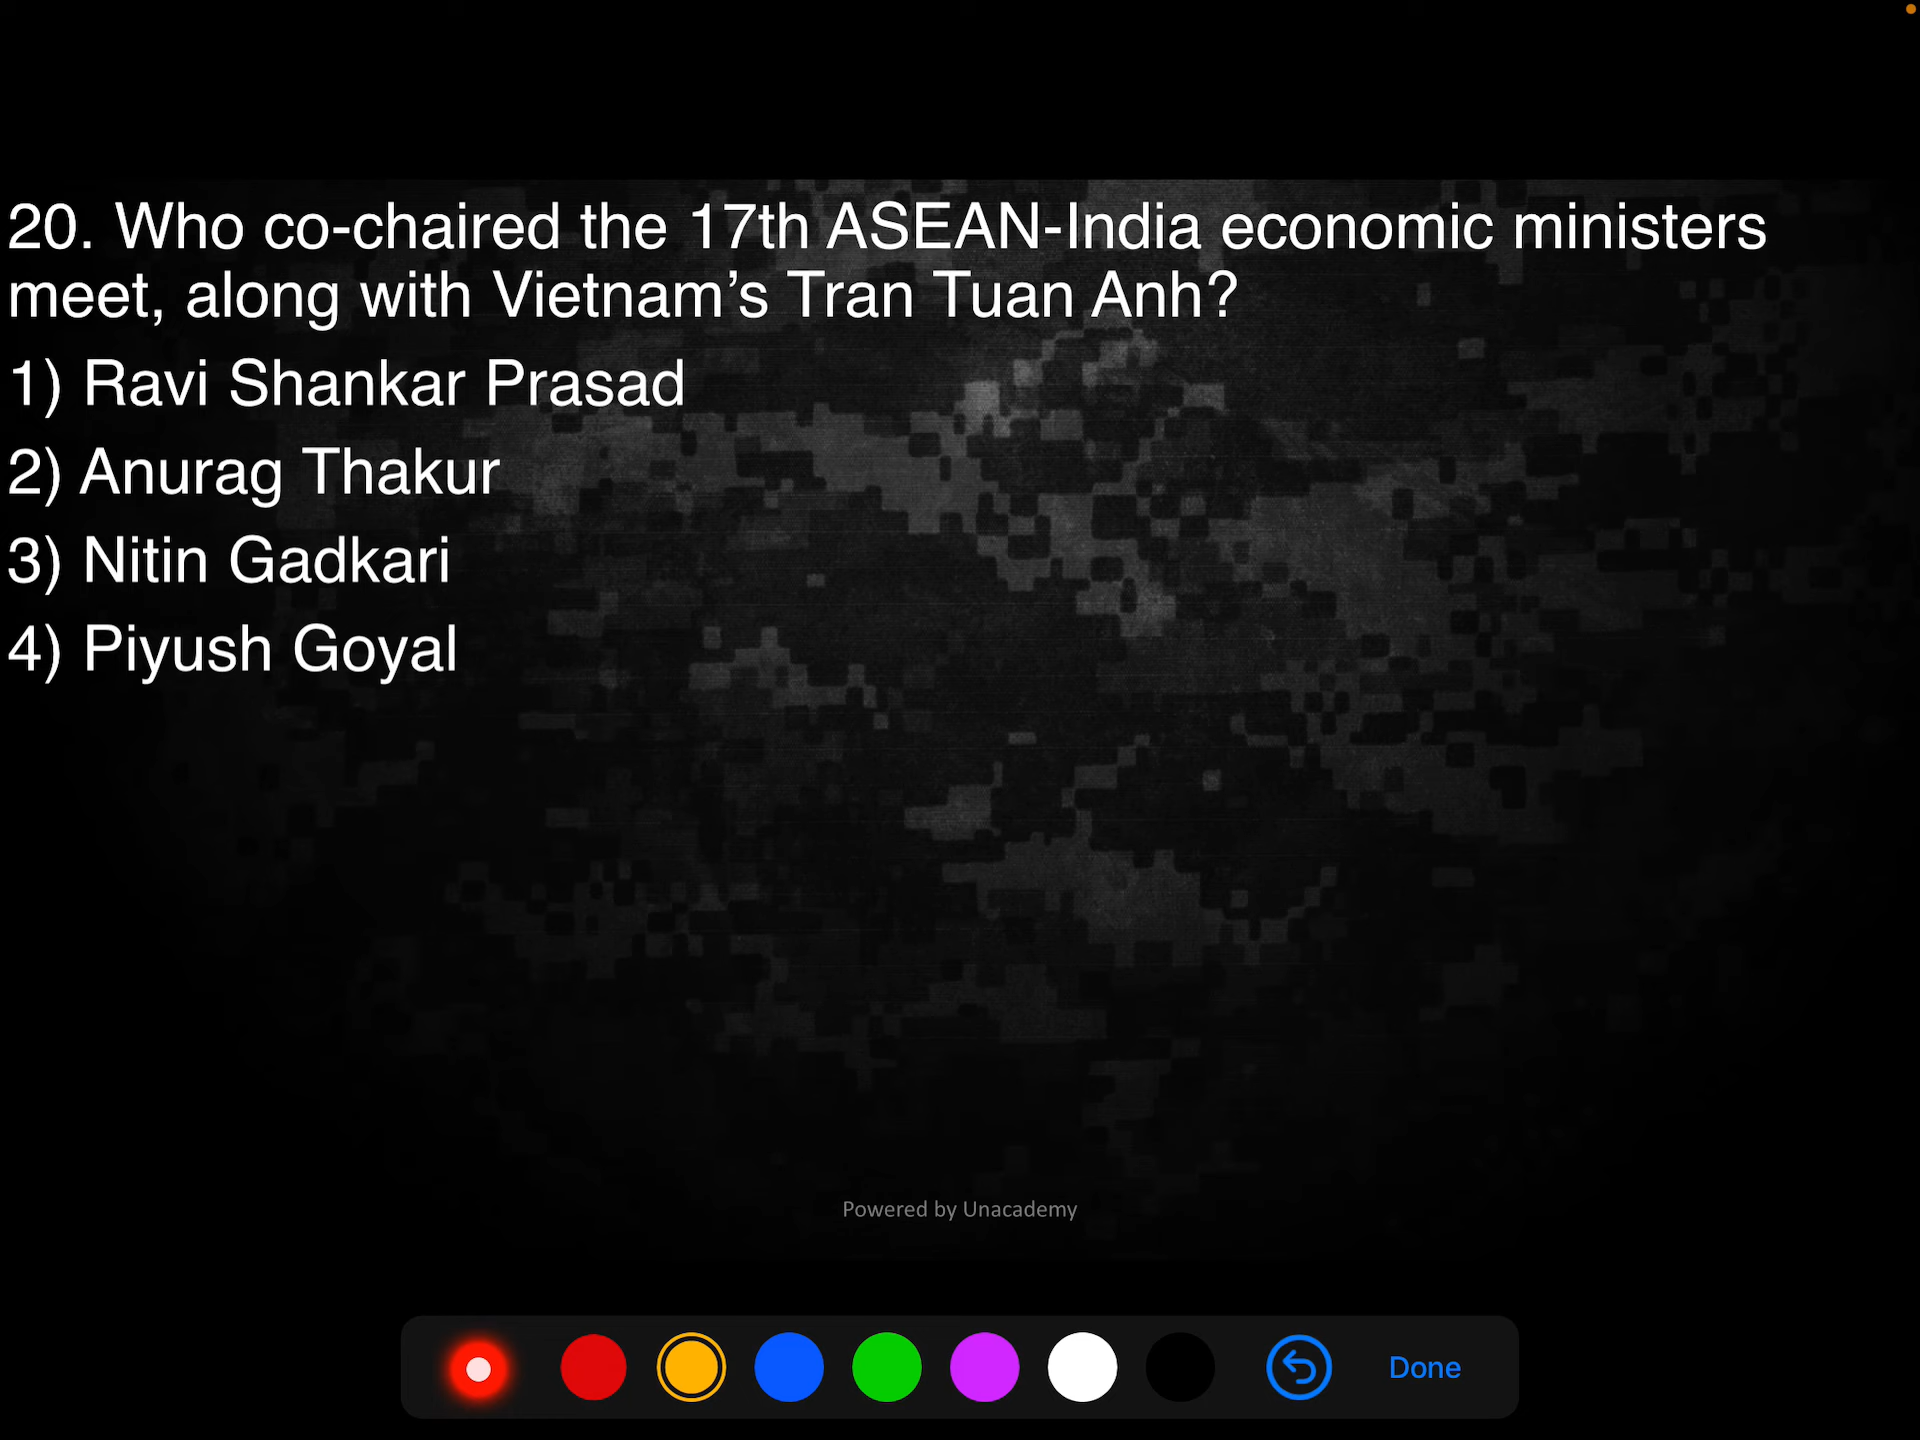 20. Who co-chaired the 17th ASEAN-India economic ministers
meet, along with Vietnam’s Tran Tuan Anh?
1) Ravi Shankar Prasad
2) Anurag Thakur
3) Nitin Gadkari
4) Piyush Goyal
Powered by Unacademy
Done